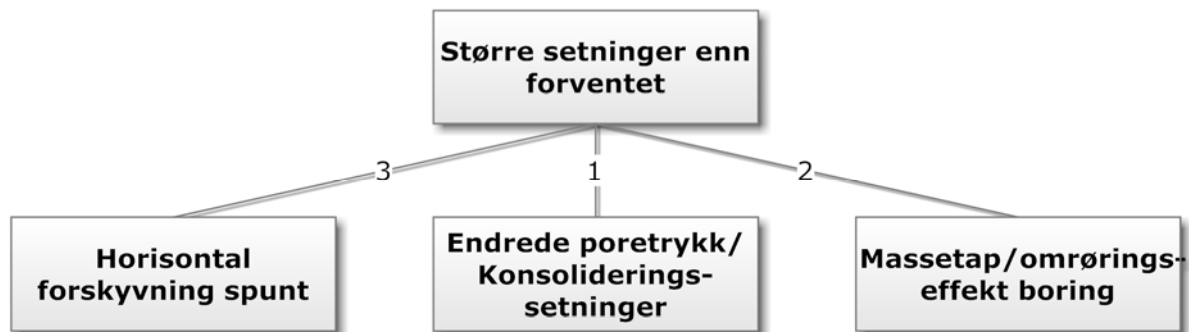 Større setninger enn
forventet
3
1
2
Horisontal
forskyvning spunt
Endrede poretrykk/
Konsoliderings-
setninger
Massetap/omrørings-
effekt boring